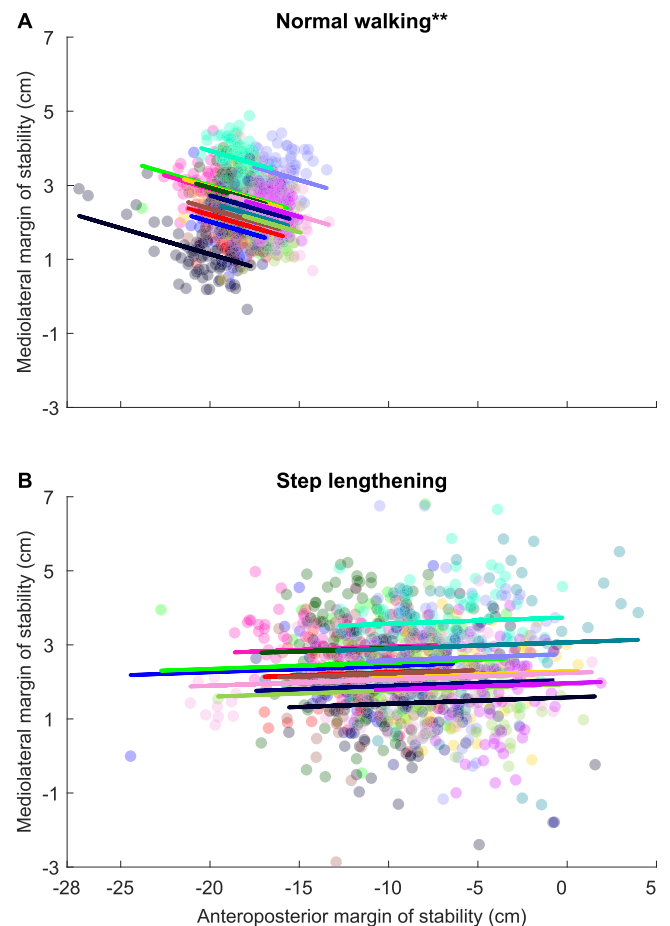 A
Normal walking**
7
5
3
1
-1
-3
Mediolateral margin of stability (cm)
B
Step lengthening
7
5
3
1
-1
-3
Mediolateral margin of stability (cm)
-28 -25 -20 -15 -10 -5 0 5
Anteroposterior margin of stability (cm)